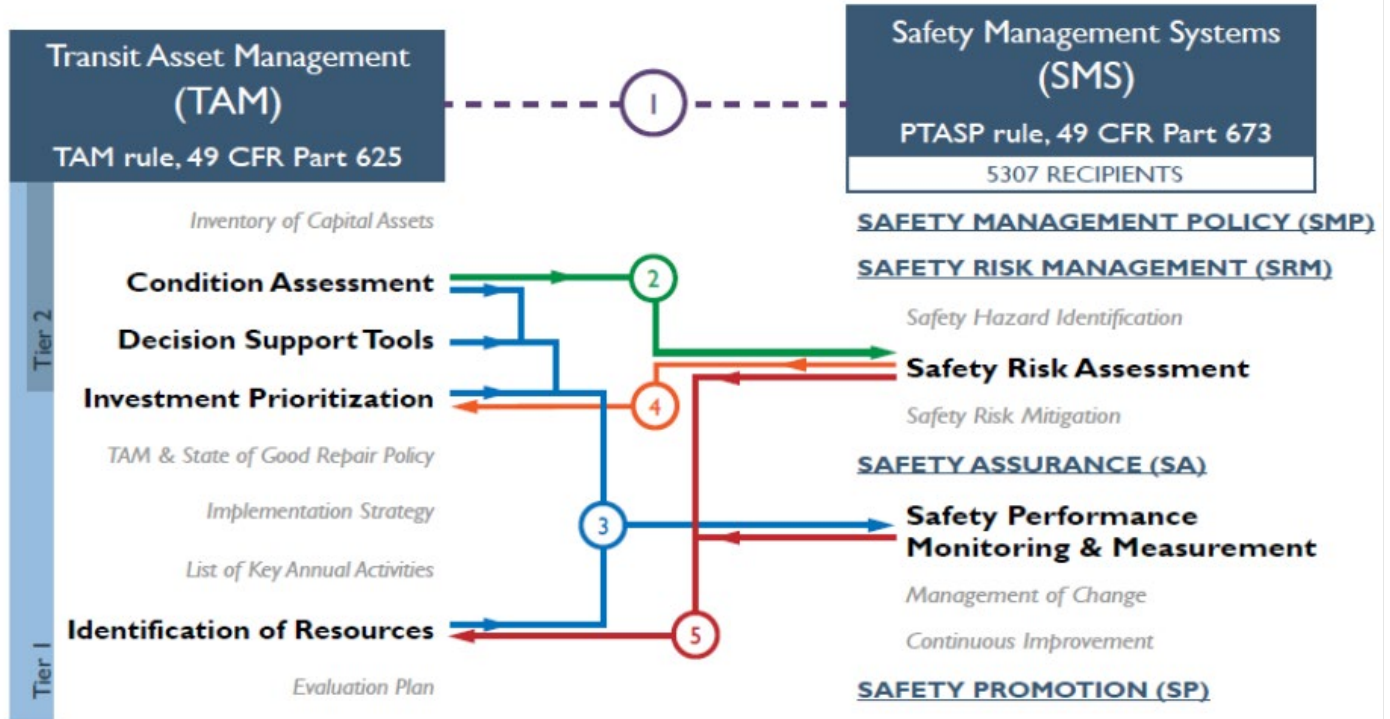 Transit Asset Management
(TAM)
TAM rule, 49 CFR Part 625
1
Safety Management Systems
(SMS)
PTASP rule, 49 CFR Part 673
5307 RECIPIENTS
Tier 2
Tier 1
Inventory of Capital Assets
Condition Assessment
Decision Support Tools
Investment Prioritization
TAM & State of Good Repair Policy
Implementation Strategy
List of Key Annual Activities
Identification of Resources
Evaluation Plan
2
4
3
5
SAFETY MANAGEMENT POLICY (SMP)
SAFETY RISK MANAGEMENT (SRM)
Safety Hazard Identification
Safety Risk Assessment
Safety Risk Mitigation
SAFETY ASSURANCE (SA)
Safety Performance
Monitoring & Measurement
Management of Change
Continuous Improvement
SAFETY PROMOTION (SP)